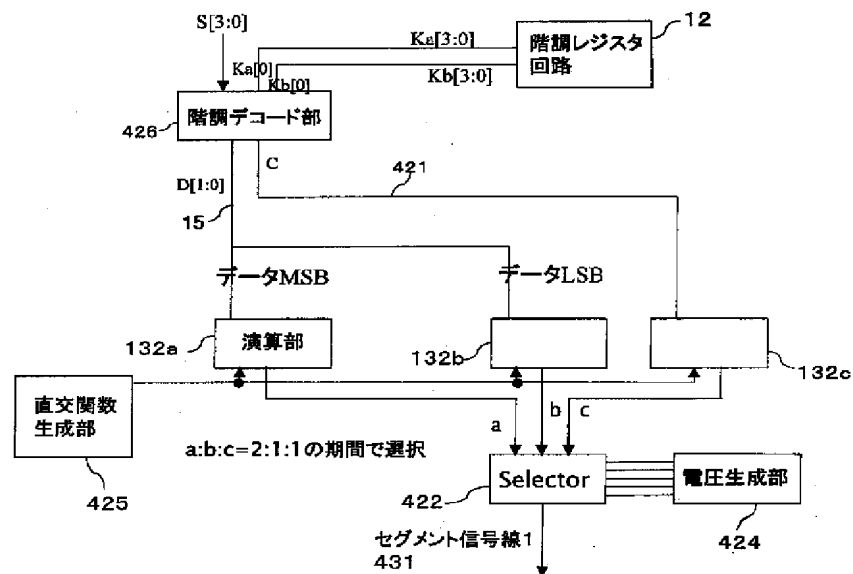 S[3:0]
Ka[3:0]
階調レジスタ
回路
12
Ka[0]
Kb[0]
Kb[3:0]
階調デコード部
426
C
421
D[1:0]
15
データMSB
データLSB
132a
演算部
132b
132c
直交関数
生成部
425
a
b
c
a:b:c=2:1:1の期間で選択
422
Selector
電圧生成部
424
セグメント信号線1
431